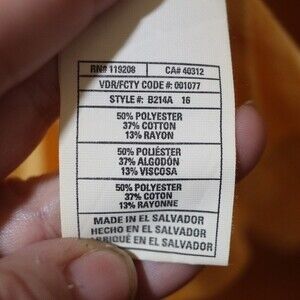 RN# 119208 CA# 40312
VDR/FCTY CODE #: 001077
STYLE #: B214A 16
50% POLYESTER
37% COTTON
13% RAYON
50% POLIÉSTER
37% ALGODÓN
13% VISCOSA
50% POLYESTER
37% COTON
13% RAYONNE
MADE IN EL SALVADOR
HECHO EN EL SALVADOR
ABRIQUÉ EN EL SALVADOR